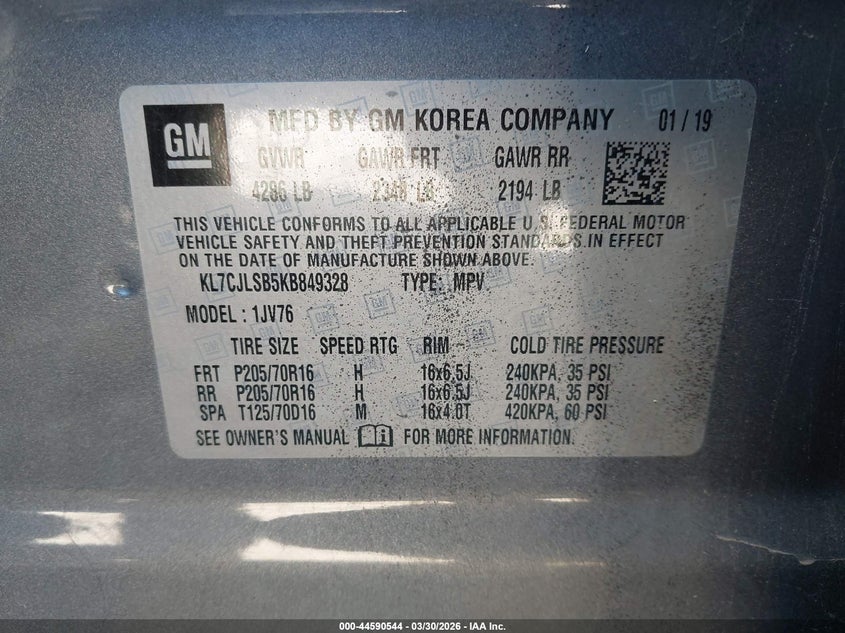 GM MFD BY GM KOREA COMPANY 01 / 19
GVWR GAWR FRT GAWR RR
4286 LB 2348 LB 2194 LB
THIS VEHICLE CONFORMS TO ALL APPLICABLE U.S. FEDERAL MOTOR
VEHICLE SAFETY AND THEFT PREVENTION STANDARDS IN EFFECT
ON THE DATE OF MANUFACTURE SHOWN ABOVE.
KL7CJLSB5KB849328 TYPE: MPV
MODEL : 1JV76
TIRE SIZE SPEED RTG RIM COLD TIRE PRESSURE
FRT P205/70R16 H 16x6.5J 240KPA, 35 PSI
RR P205/70R16 H 16x6.5J 240KPA, 35 PSI
SPA T125/70D16 M 16x4.0T 420KPA, 60 PSI
SEE OWNER'S MANUAL FOR MORE INFORMATION.
000-44590544 / 03/30/2026 - IAA Inc.